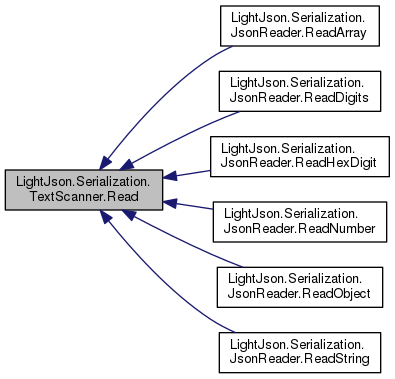 LightJson.Serialization.
JsonReader.ReadArray
LightJson.Serialization.
JsonReader.ReadDigits
LightJson.Serialization.
JsonReader.ReadHexDigit
LightJson.Serialization.
TextScanner.Read
LightJson.Serialization.
JsonReader.ReadNumber
LightJson.Serialization.
JsonReader.ReadObject
LightJson.Serialization.
JsonReader.ReadString